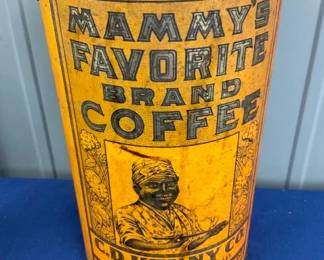 MAMMY'S
FAVORITE
BRAND
COFFEE
C.D. KENNY CO.